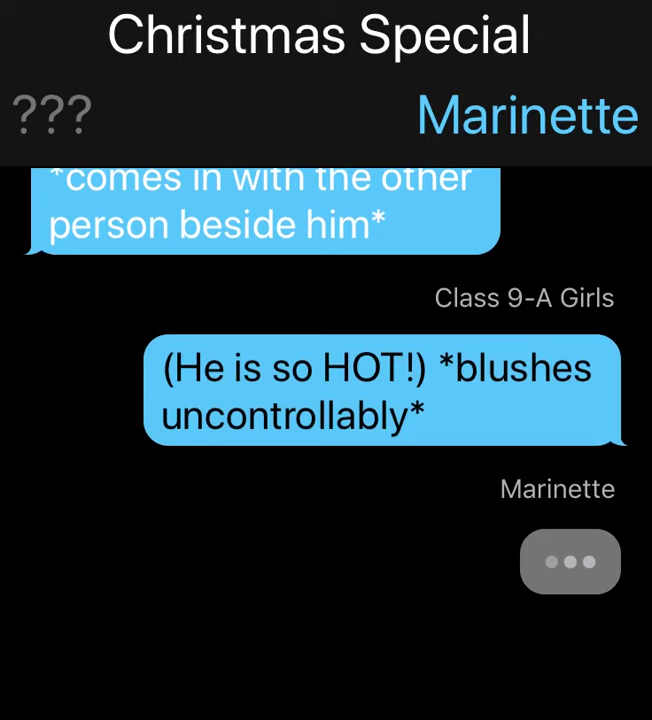 Christmas Special
??? Marinette
*comes in with the other
person beside him*
Class 9-A Girls
(He is so HOT!) *blushes
uncontrollably*
Marinette